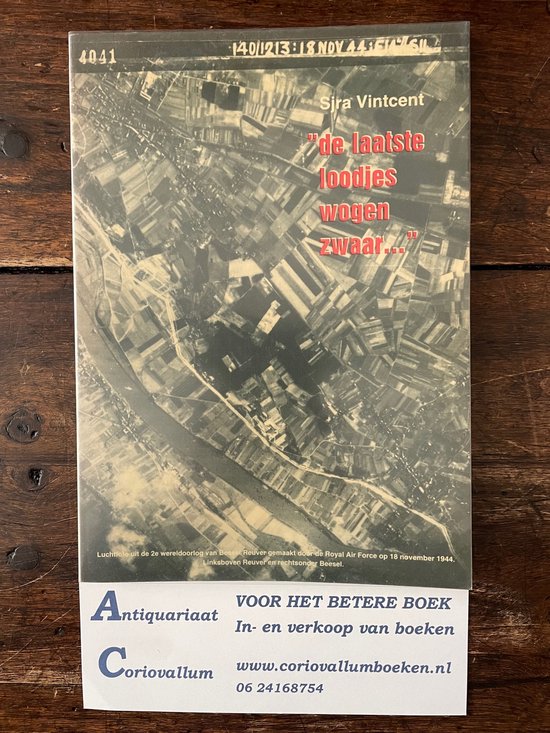 4041
140/1213:18 NOV 44:
Sjra Vintcent
"de laatste
loodjes
wogen
zwaar..."
Luchtfoto uit de 2e wereldoorlog van Beesel Reuver gemaakt door de Royal Air Force op 18 november 1944.
Linksboven Reuver en rechtsonder Beesel.
Antiquariaat
Coriovallum
VOOR HET BETERE BOEK
In- en verkoop van boeken
www.coriovallumboeken.nl
06 24168754